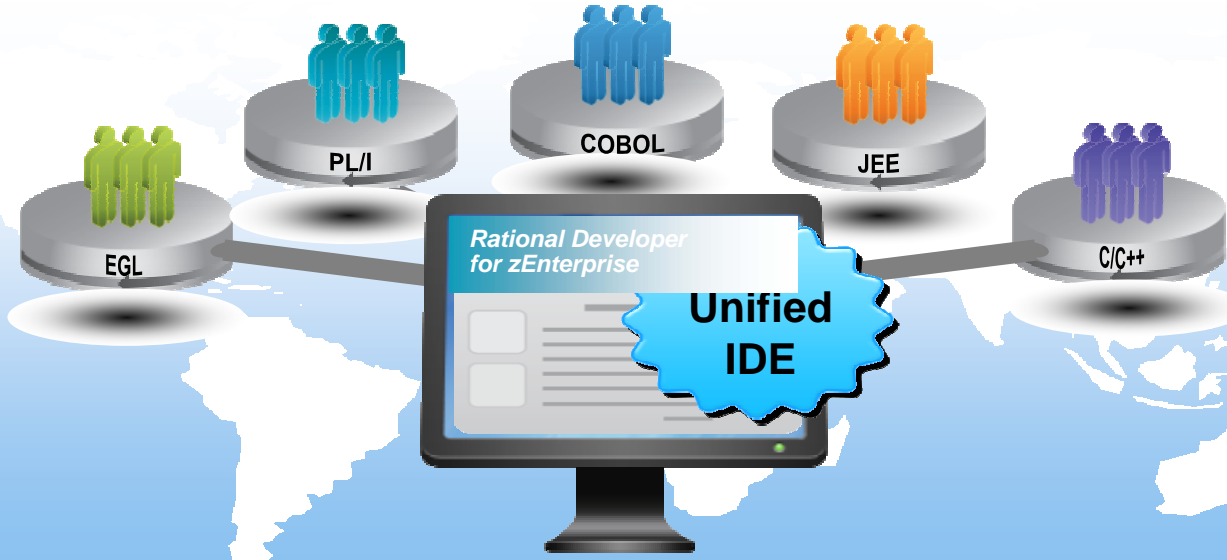 COBOL
PL/I
JEE
EGL
C/C++
Rational Developer
for zEnterprise
Unified
IDE